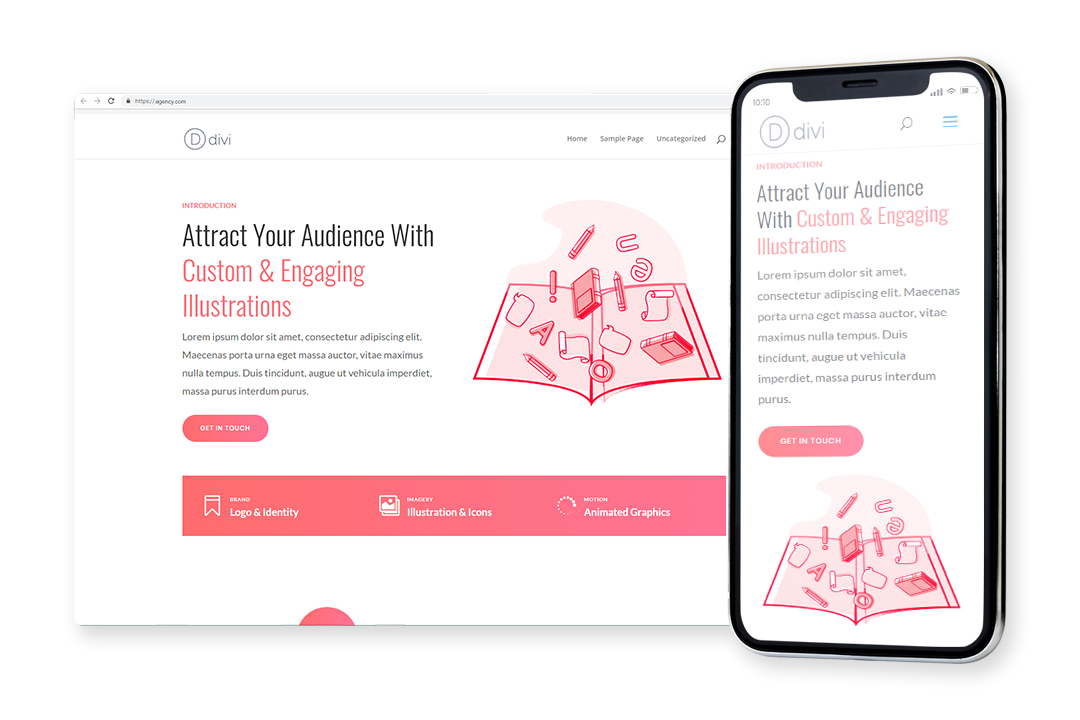 https://agency.com
D divi
Home Sample Page Uncategorized
INTRODUCTION
Attract Your Audience With
Custom & Engaging
Illustrations
Lorem ipsum dolor sit amet, consectetur adipiscing elit.
Maecenas porta urna eget massa auctor, vitae maximus
nulla tempus. Duis tincidunt, augue ut vehicula imperdiet,
massa purus interdum purus.
GET IN TOUCH
BRAND
Logo & Identity
IMAGERY
Illustration & Icons
MOTION
Animated Graphics
10:10
D divi
INTRODUCTION
Attract Your Audience
With Custom & Engaging
Illustrations
Lorem ipsum dolor sit amet,
consectetur adipiscing elit. Maecenas
porta urna eget massa auctor, vitae
maximus nulla tempus. Duis
tincidunt, augue ut vehicula
imperdiet, massa purus interdum
purus.
GET IN TOUCH